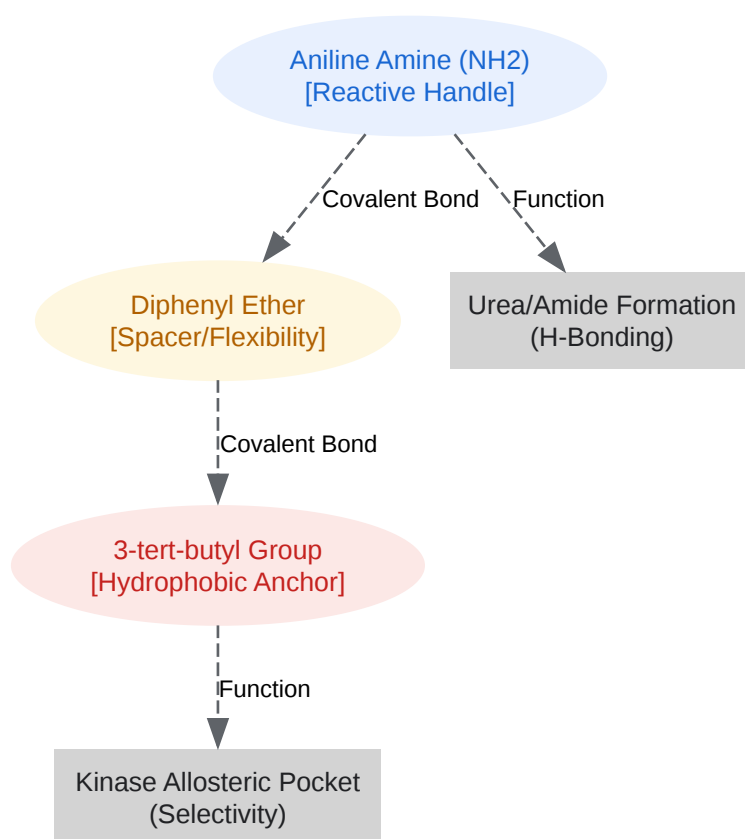 Aniline Amine (NH2)
[Reactive Handle]
Covalent Bond
Function
Diphenyl Ether
[Spacer/Flexibility]
Urea/Amide Formation
(H-Bonding)
Covalent Bond
3-tert-butyl Group
[Hydrophobic Anchor]
Function
Kinase Allosteric Pocket
(Selectivity)